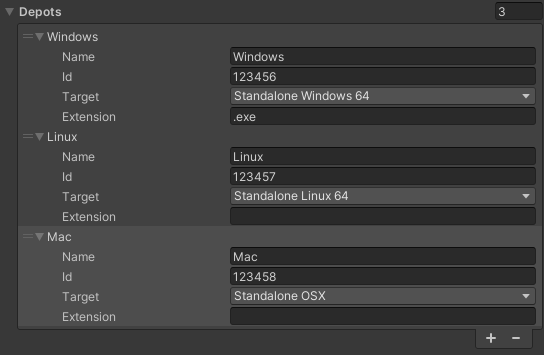 Depots 3
Windows
Name Windows
Id 123456
Target Standalone Windows 64
Extension .exe
Linux
Name Linux
Id 123457
Target Standalone Linux 64
Extension
Mac
Name Mac
Id 123458
Target Standalone OSX
Extension
+ −